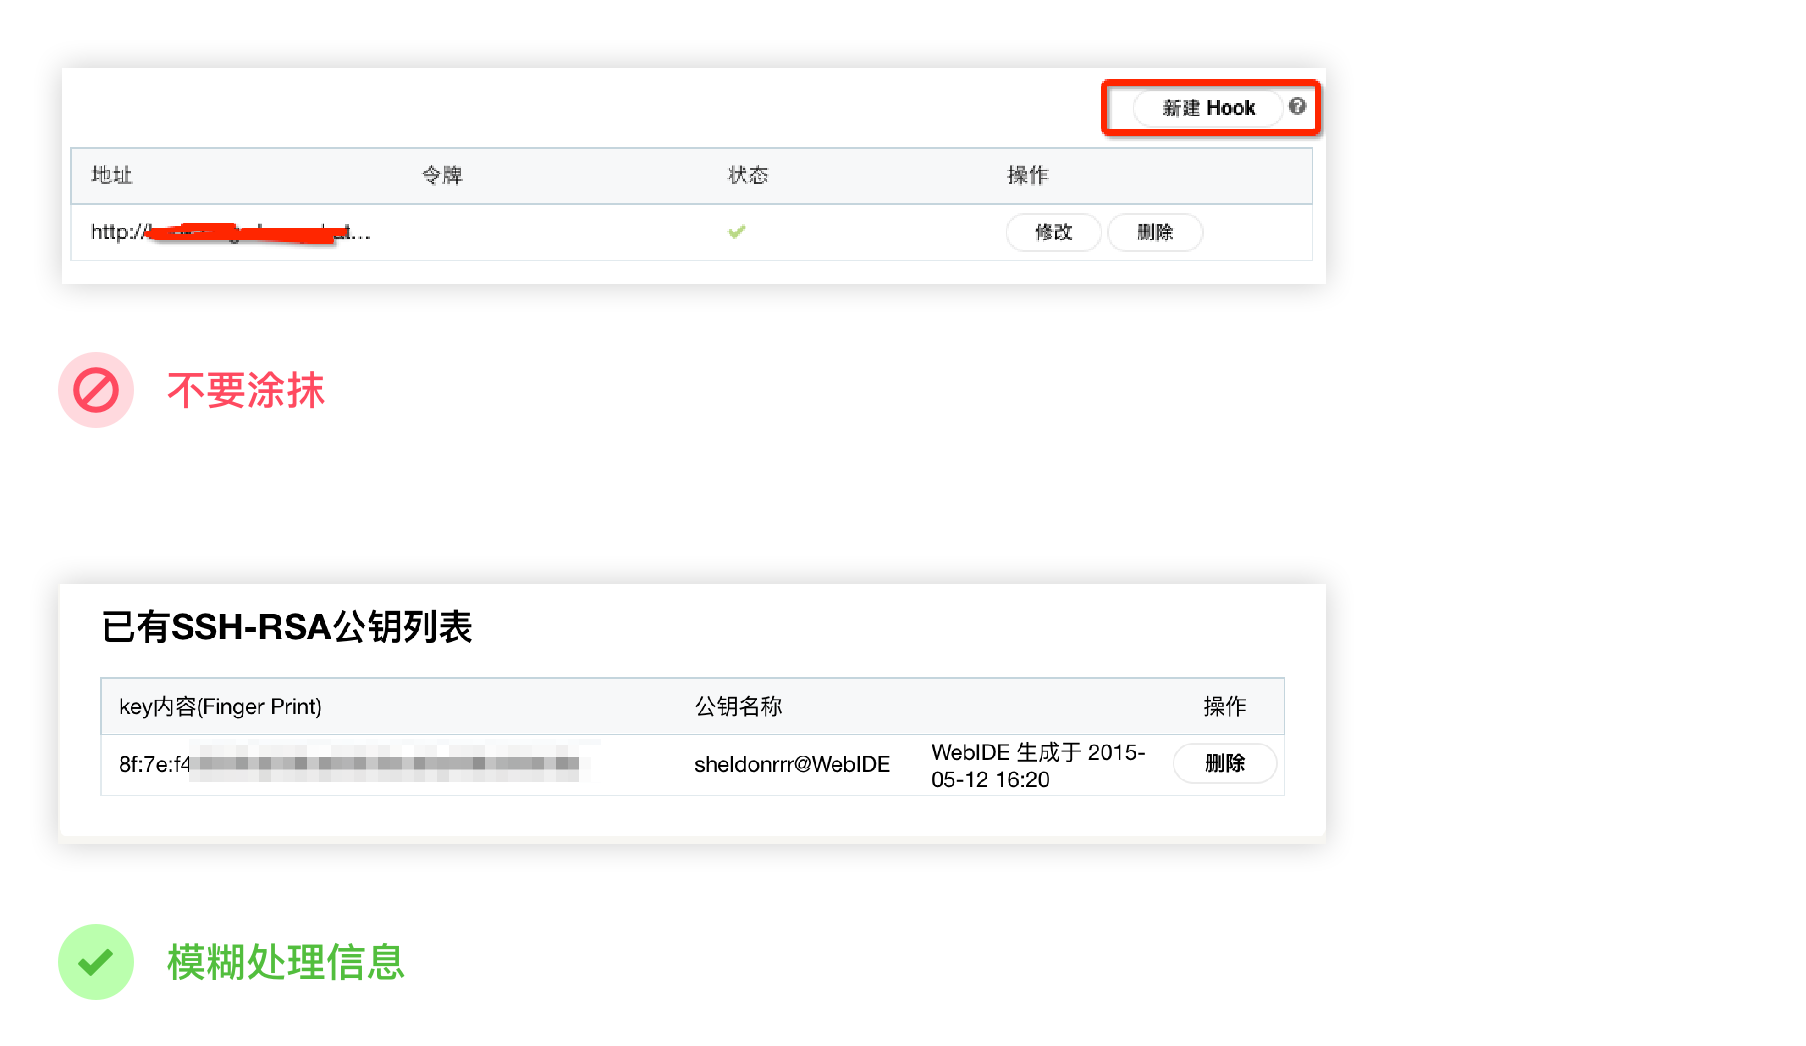 新建 Hook
地址 令牌 状态 操作
http:// ... 修改 删除
不要涂抹
已有SSH-RSA公钥列表
key内容(Finger Print) 公钥名称 操作
8f:7e:f4 sheldonrrr@WebIDE WebIDE 生成于 2015-
05-12 16:20 删除
模糊处理信息